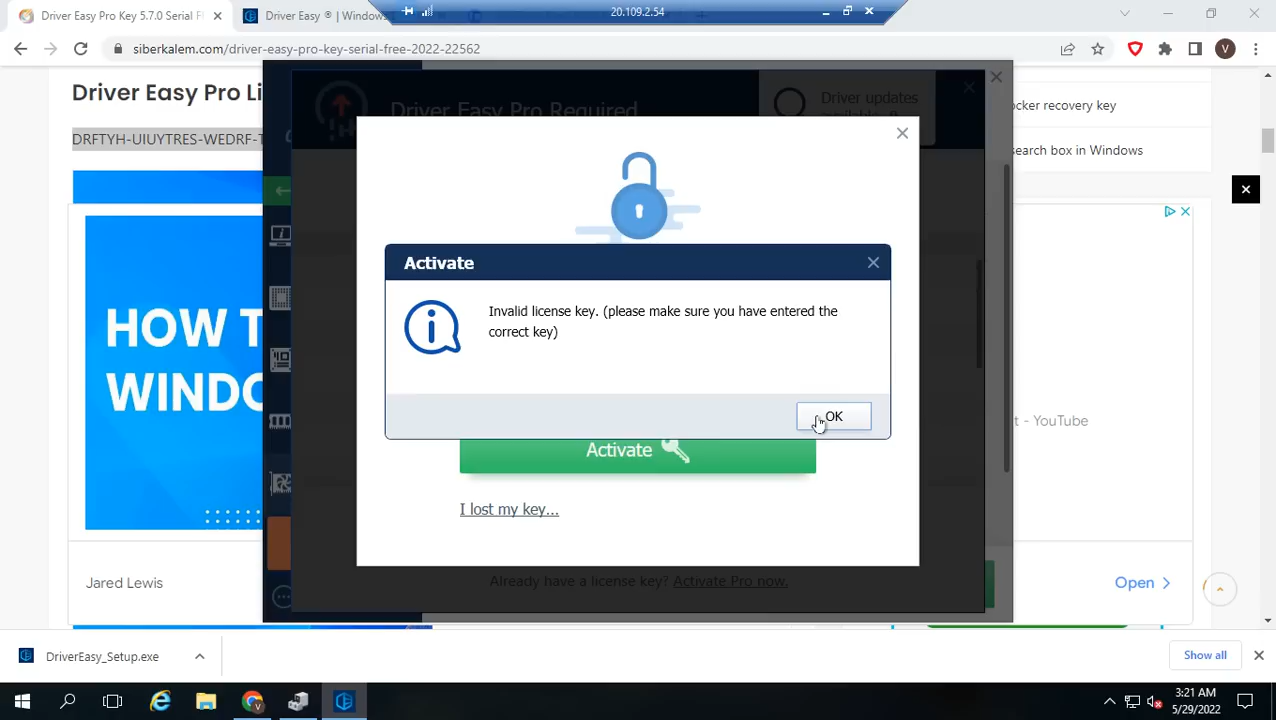 Driver Easy Pro Key 5.7.0 Serial F
Driver Easy ® | Windows
20.109.2.54
siberkalem.com/driver-easy-pro-key-serial-free-2022-22562
V
Driver Easy Pro Li
Driver Easy Pro Required
Driver updates
available
ocker recovery key
DRFTYH-UIUYTRES-WEDRF-T
search box in Windows
Activate
Invalid license key. (please make sure you have entered the
correct key)
HOW T
WINDO
OK
t - YouTube
Activate
I lost my key...
Already have a license key? Activate Pro now.
Jared Lewis
Open
DriverEasy_Setup.exe
Show all
3:21 AM
5/29/2022